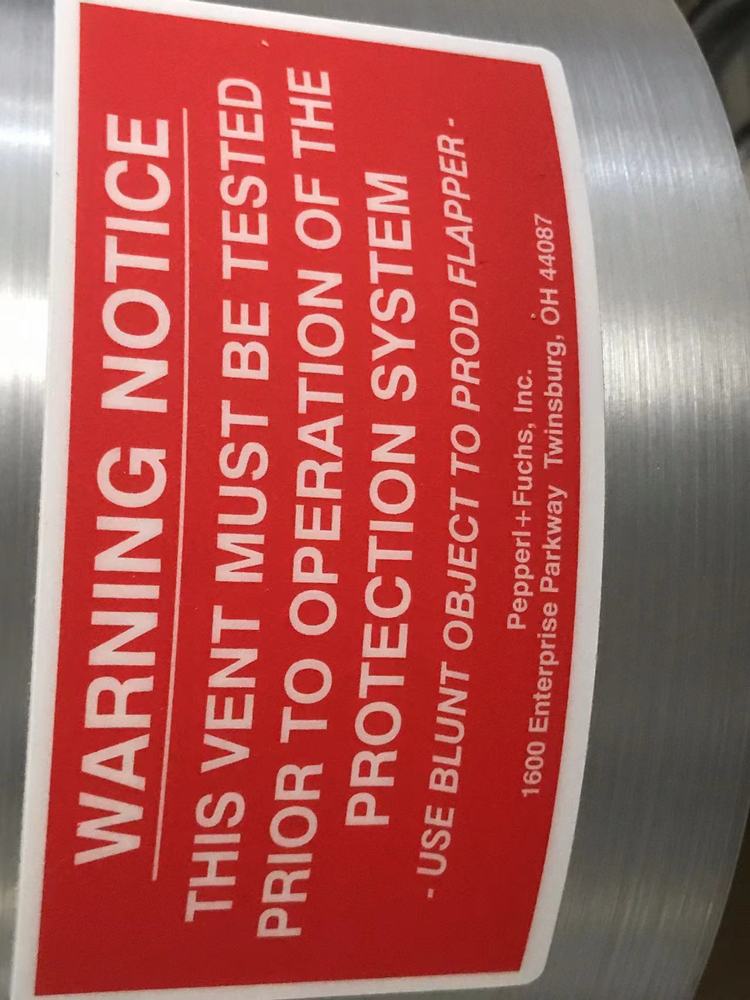 WARNING NOTICE
THIS VENT MUST BE TESTED
PRIOR TO OPERATION OF THE
PROTECTION SYSTEM
- USE BLUNT OBJECT TO PROD FLAPPER -
Pepperl+Fuchs, Inc.
1600 Enterprise Parkway Twinsburg, OH 44087